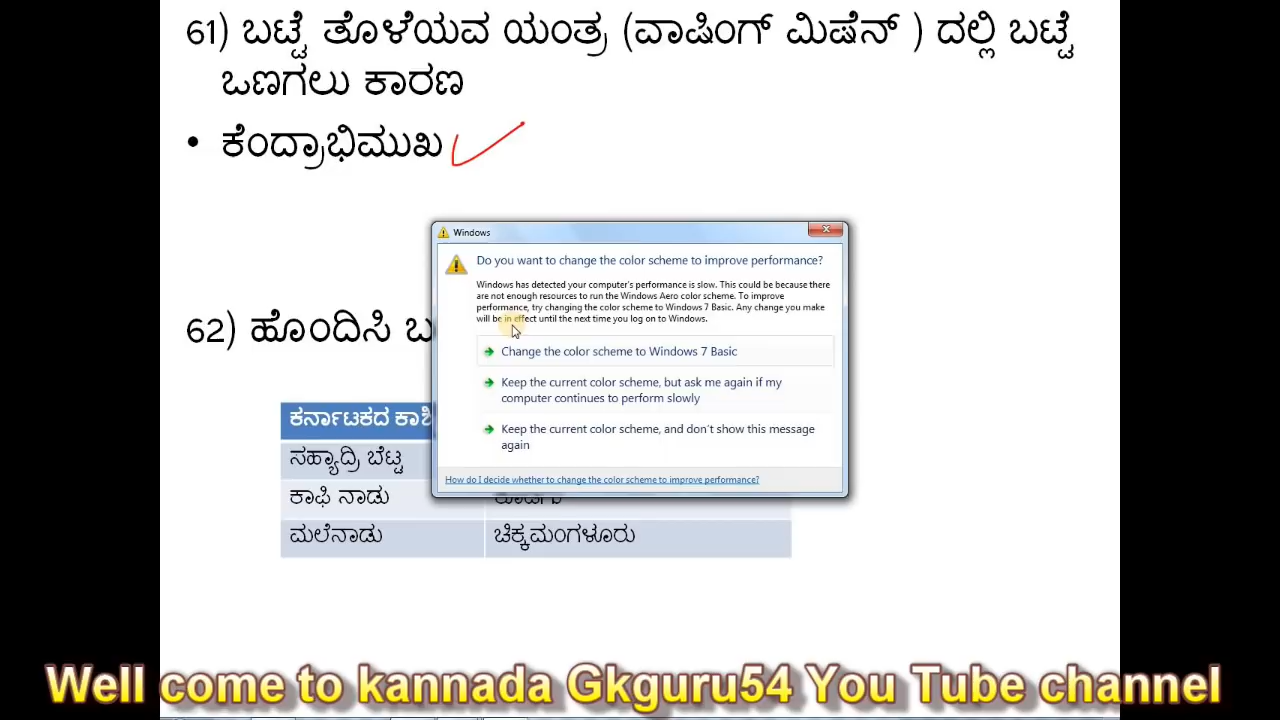 61) ಬಟ್ಟೆ ತೊಳೆಯವ ಯಂತ್ರ (ವಾಷಿಂಗ್ ಮಿಷೆನ್ ) ದಲ್ಲಿ ಬಟ್ಟೆ
ಒಣಗಲು ಕಾರಣ
• ಕೆಂದ್ರಾಭಿಮುಖ
Windows
Do you want to change the color scheme to improve performance?
Windows has detected your computer's performance is slow. This could be because there
are not enough resources to run the Windows Aero color scheme. To improve
performance, try changing the color scheme to Windows 7 Basic. Any change you make
will be in effect until the next time you log on to Windows.
Change the color scheme to Windows 7 Basic
Keep the current color scheme, but ask me again if my
computer continues to perform slowly
Keep the current color scheme, and don't show this message
again
How do I decide whether to change the color scheme to improve performance?
62) ಹೊಂದಿಸಿ
ಕರ್ನಾಟಕದ ಕಾಶಿ
ಸಹ್ಯಾದ್ರಿ ಬೆಟ್ಟ
ಕಾಫಿ ನಾಡು
ಮಲೆನಾಡು ಚಿಕ್ಕಮಂಗಳೂರು
Well come to kannada Gkguru54 You Tube channel